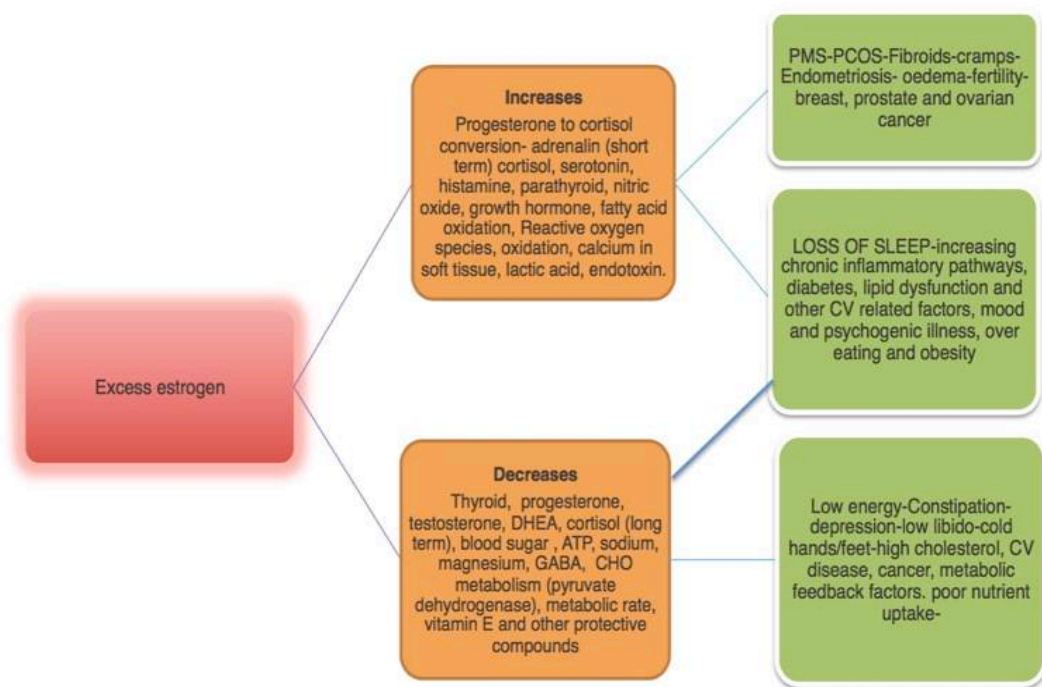 Excess estrogen
Increases
Progesterone to cortisol
conversion- adrenalin (short
term) cortisol, serotonin,
histamine, parathyroid, nitric
oxide, growth hormone, fatty acid
oxidation, Reactive oxygen
species, oxidation, calcium in
soft tissue, lactic acid, endotoxin.
Decreases
Thyroid, progesterone,
testosterone, DHEA, cortisol (long
term), blood sugar , ATP, sodium,
magnesium, GABA, CHO
metabolism (pyruvate
dehydrogenase), metabolic rate,
vitamin E and other protective
compounds
PMS-PCOS-Fibroids-cramps-
Endometriosis- oedema-fertility-
breast, prostate and ovarian
cancer
LOSS OF SLEEP-increasing
chronic inflammatory pathways,
diabetes, lipid dysfunction and
other CV related factors, mood
and psychogenic illness, over
eating and obesity
Low energy-Constipation-
depression-low libido-cold
hands/feet-high cholesterol, CV
disease, cancer, metabolic
feedback factors. poor nutrient
uptake-